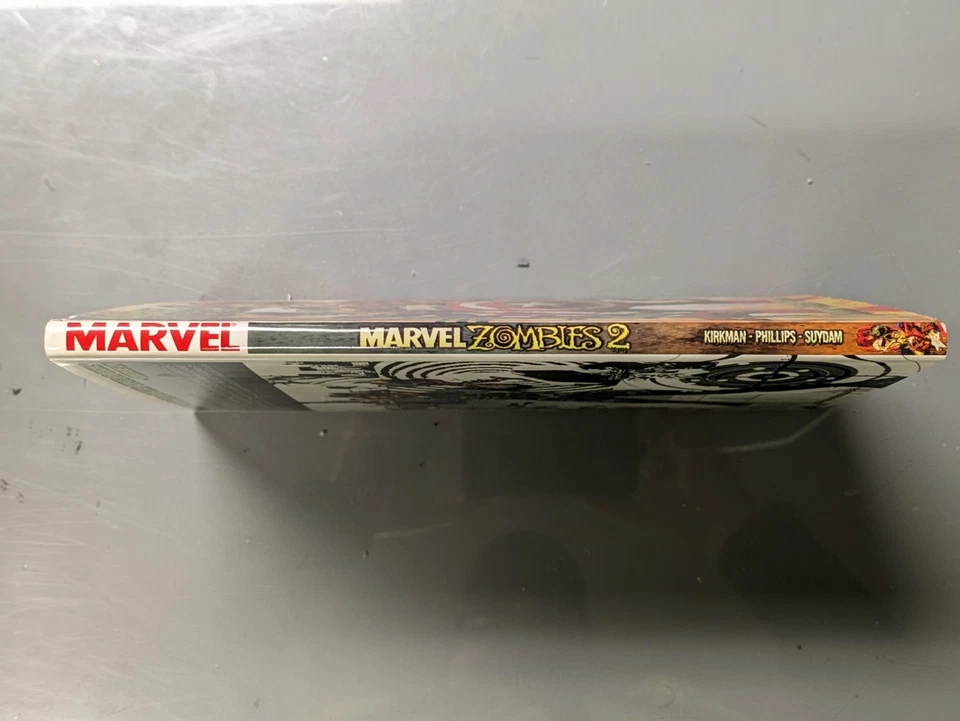 MARVEL
MARVEL ZOMBIES 2
KIRKMAN - PHILLIPS - SUYDAM